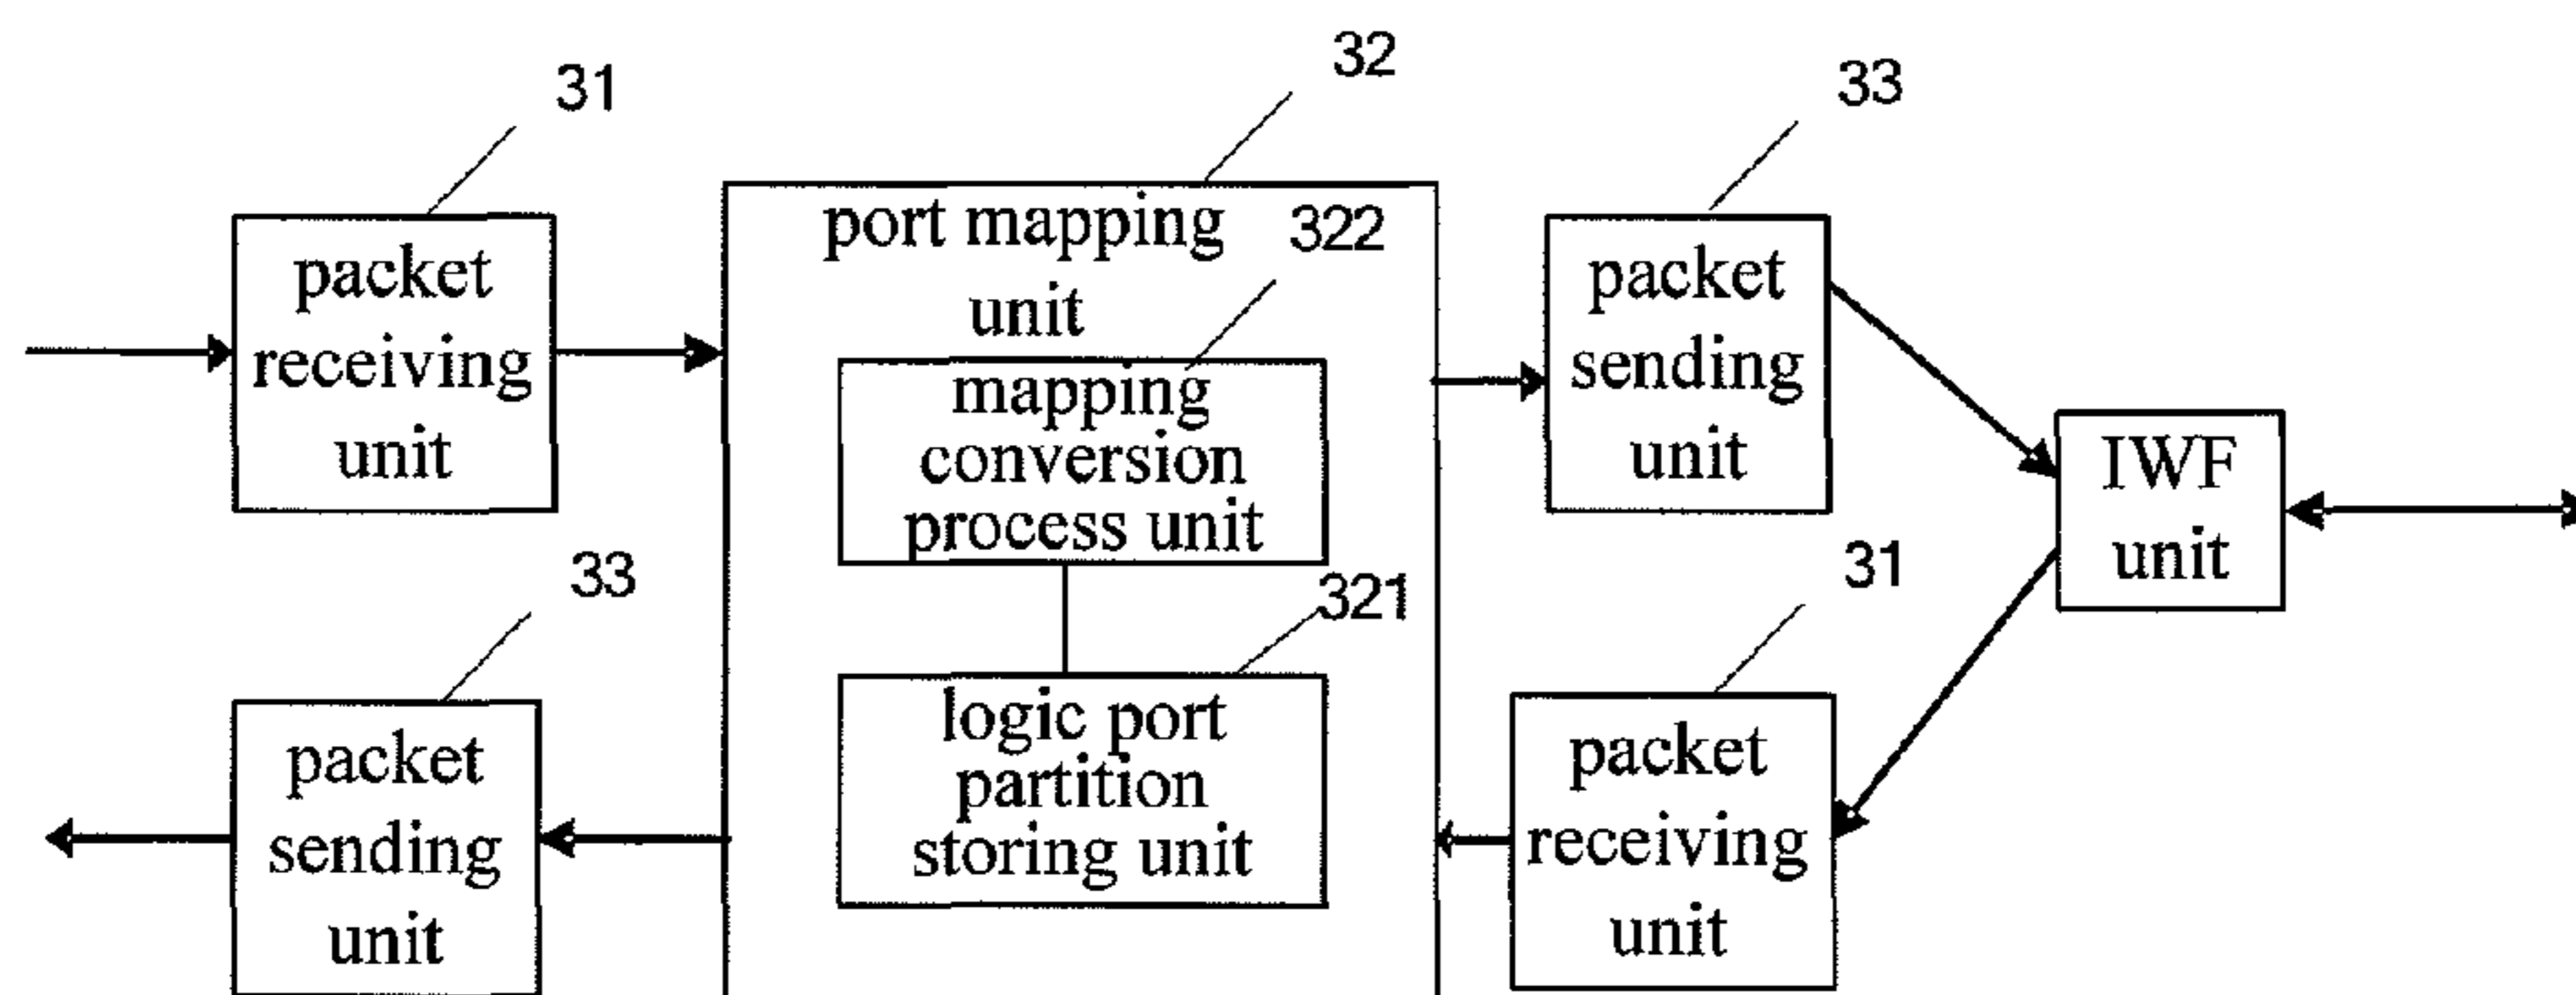 31
32
33
packet
receiving
unit
port mapping
unit
322
mapping
conversion
process unit
321
logic port
partition
storing unit
packet
sending
unit
IWF
unit
33
packet
sending
unit
31
packet
receiving
unit